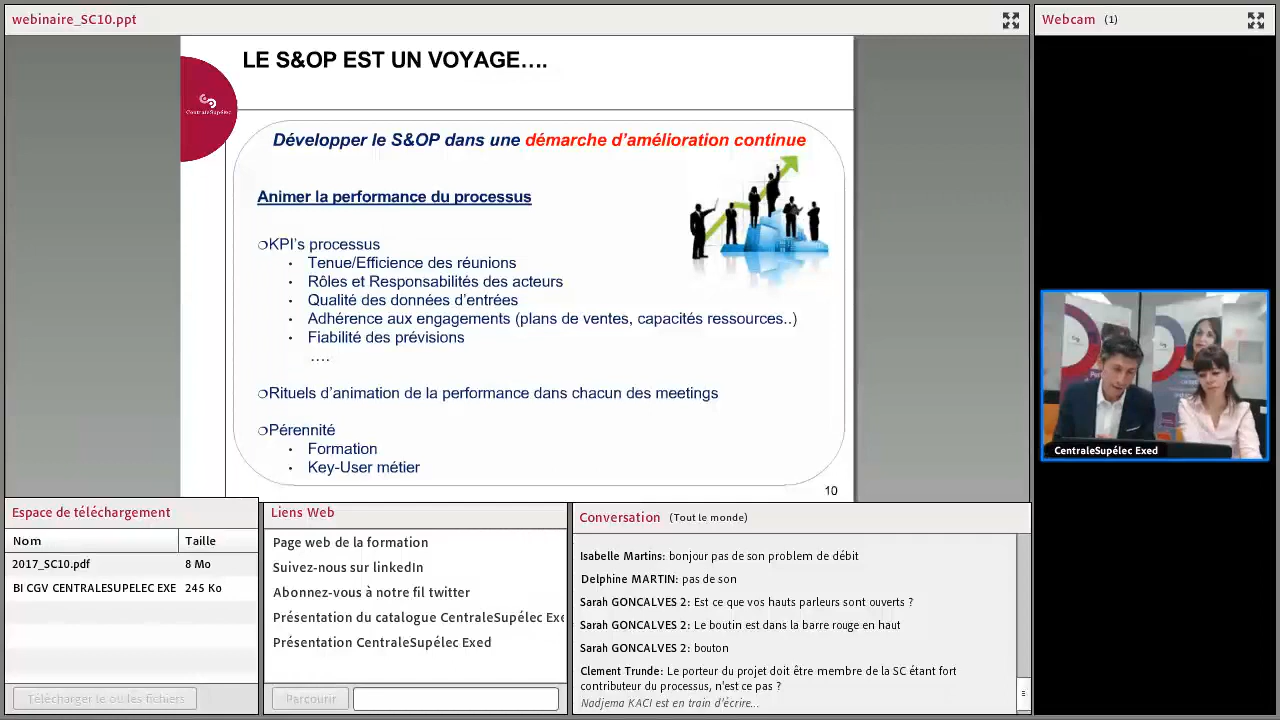 webinaire_SC10.ppt
Webcam (1)
LE S&OP EST UN VOYAGE….
CentraleSupélec
Développer le S&OP dans une démarche d’amélioration continue
Animer la performance du processus
❍KPI’s processus
• Tenue/Efficience des réunions
• Rôles et Responsabilités des acteurs
• Qualité des données d’entrées
• Adhérence aux engagements (plans de ventes, capacités ressources..)
• Fiabilité des prévisions
….
❍Rituels d’animation de la performance dans chacun des meetings
❍Pérennité
• Formation
• Key-User métier
10
CentraleSupélec Exed
Espace de téléchargement
Nom Taille
2017_SC10.pdf 8 Mo
BI CGV CENTRALESUPELEC EXE 245 Ko
Télécharger le ou les fichiers
Liens Web
Page web de la formation
Suivez-nous sur linkedIn
Abonnez-vous à notre fil twitter
Présentation du catalogue CentraleSupélec Exe
Présentation CentraleSupélec Exed
Parcourir
Conversation (Tout le monde)
Isabelle Martins: bonjour pas de son problem de débit
Delphine MARTIN: pas de son
Sarah GONCALVES 2: Est ce que vos hauts parleurs sont ouverts ?
Sarah GONCALVES 2: Le boutin est dans la barre rouge en haut
Sarah GONCALVES 2: bouton
Clement Trunde: Le porteur du projet doit être membre de la SC étant fort
contributeur du processus, n'est ce pas ?
Nadjema KACI est en train d'écrire...